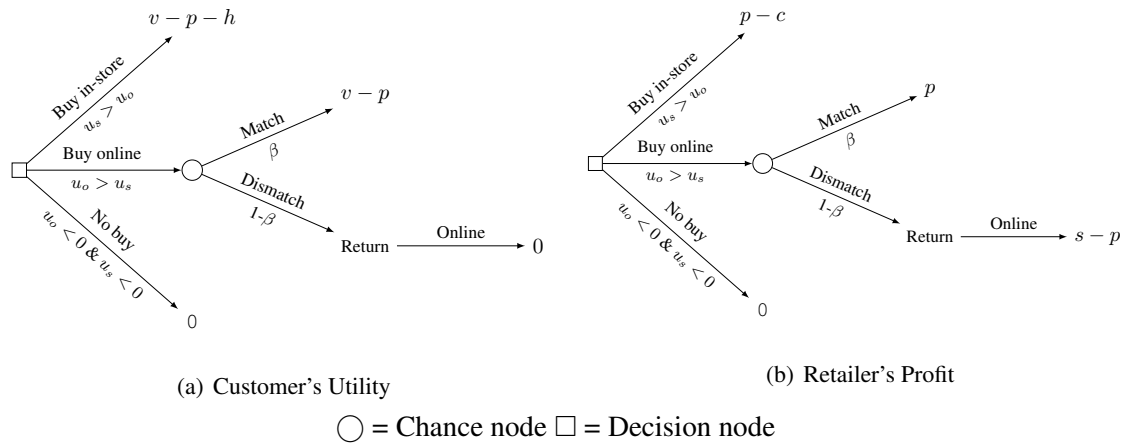 v − p − h
Buy in-store
u_s > u_o
v − p
Match
β
Buy online
u_o > u_s
Dismatch
1-β
Return
Online
0
No buy
u_o < 0 & u_s < 0
0
(a) Customer's Utility
p − c
Buy in-store
u_s > u_o
p
Match
β
Buy online
u_o > u_s
Dismatch
1-β
Return
Online
s − p
No buy
u_o < 0 & u_s < 0
0
(b) Retailer's Profit
= Chance node = Decision node